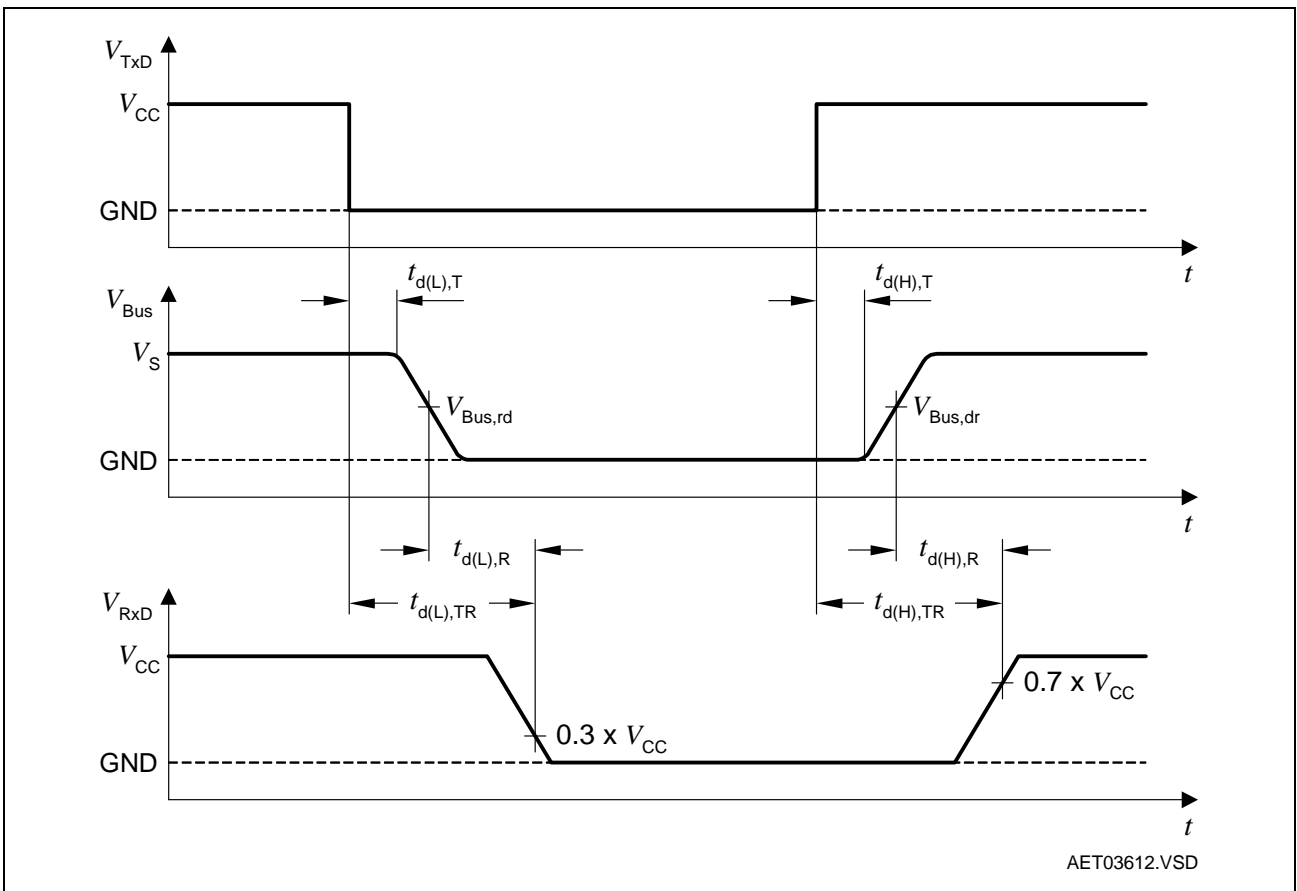 V_TxD
V_CC
GND
t
t_d(L),T
t_d(H),T
V_Bus
V_S
V_Bus,rd
V_Bus,dr
GND
t
t_d(L),R
t_d(H),R
V_RxD
t_d(L),TR
t_d(H),TR
V_CC
0.7 x V_CC
0.3 x V_CC
GND
t
AET03612.VSD